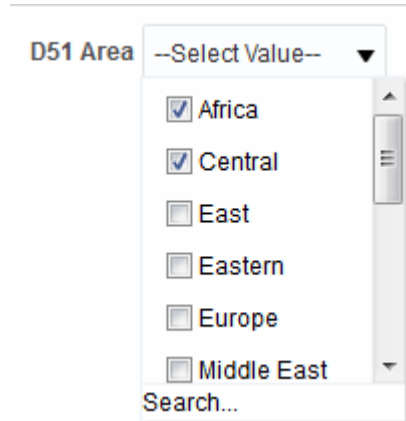 D51 Area --Select Value--
Africa
Central
East
Eastern
Europe
Middle East
Search...